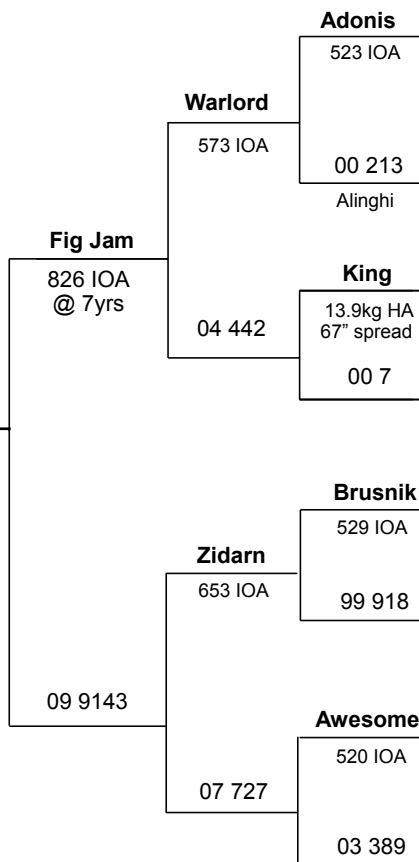 Adonis
523 IOA
Warlord
573 IOA
00 213
Alinghi
Fig Jam
826 IOA
@ 7yrs
King
13.9kg HA
67” spread
04 442
00 7
Brusnik
529 IOA
Zidarn
653 IOA
99 918
09 9143
Awesome
520 IOA
07 727
03 389